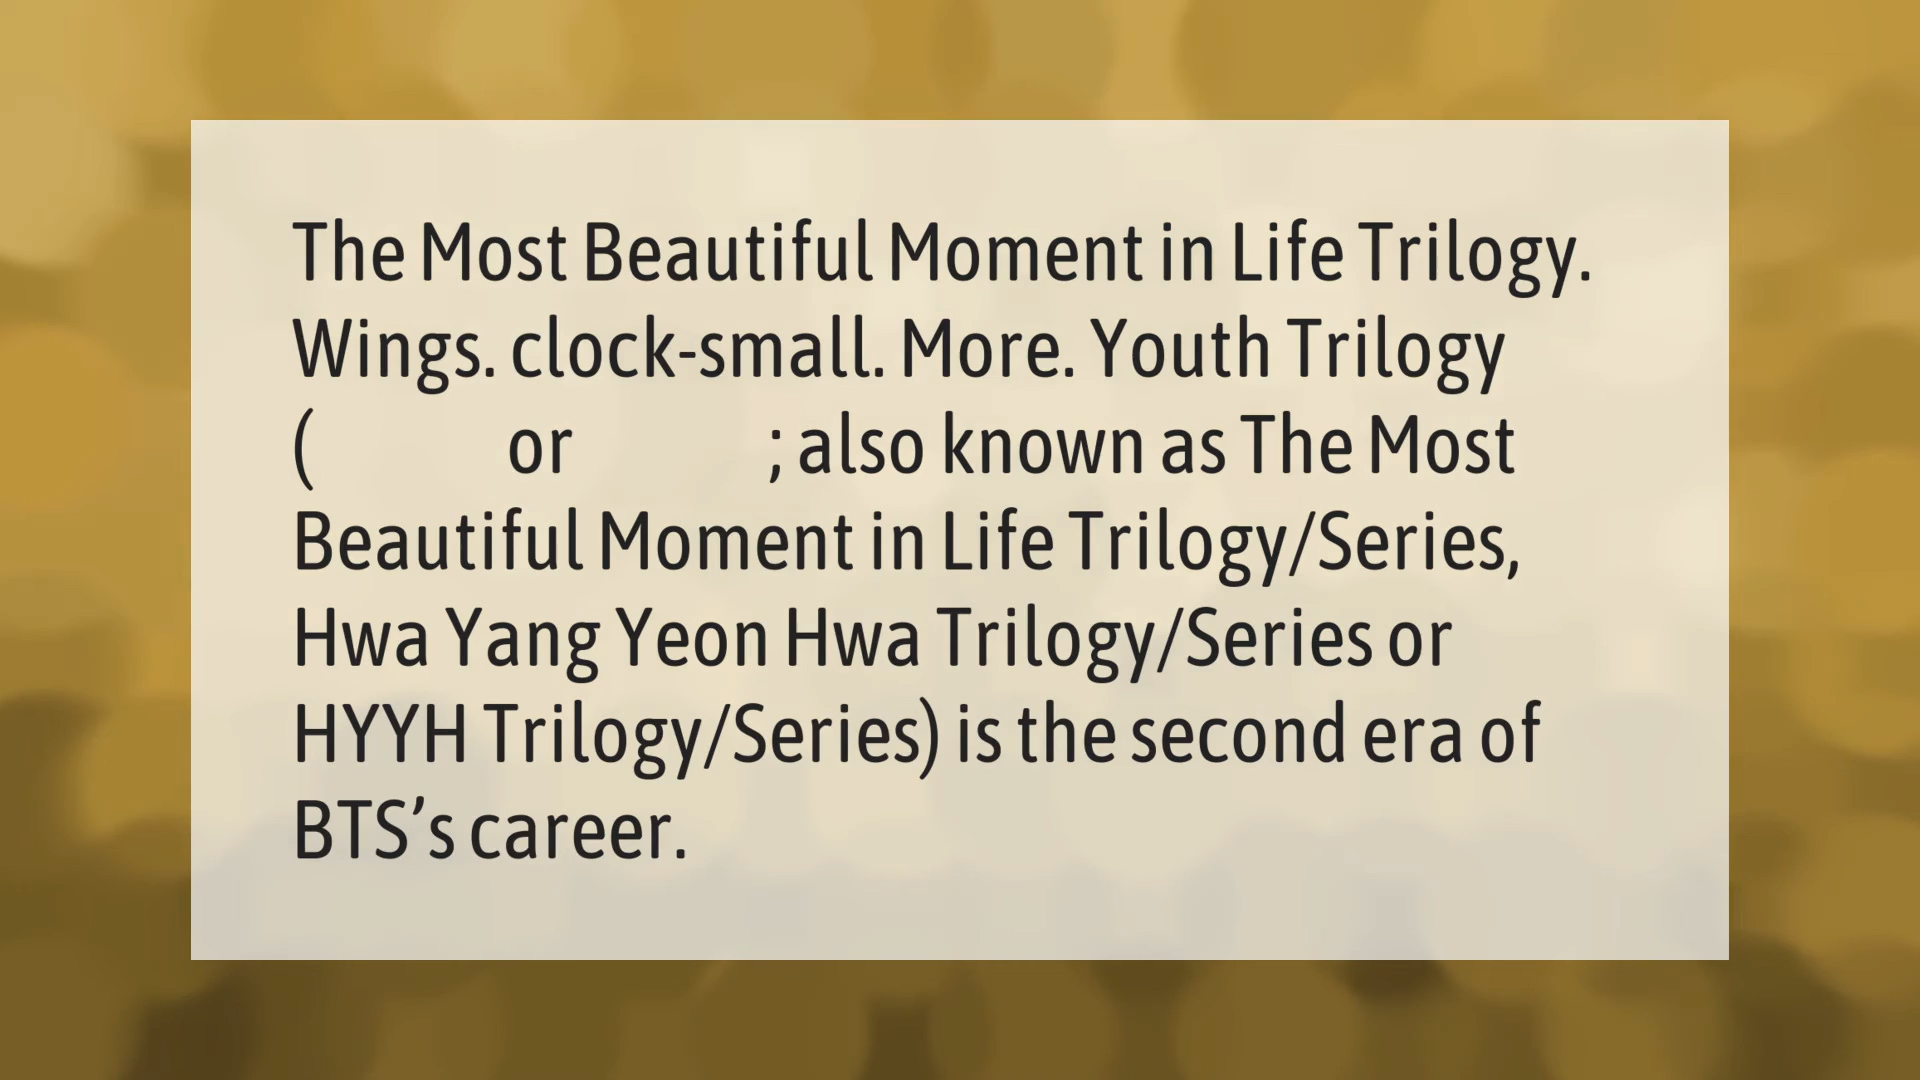 The Most Beautiful Moment in Life Trilogy.
Wings. clock-small. More. Youth Trilogy
( or ; also known as The Most
Beautiful Moment in Life Trilogy/Series,
Hwa Yang Yeon Hwa Trilogy/Series or
HYYH Trilogy/Series) is the second era of
BTS’s career.